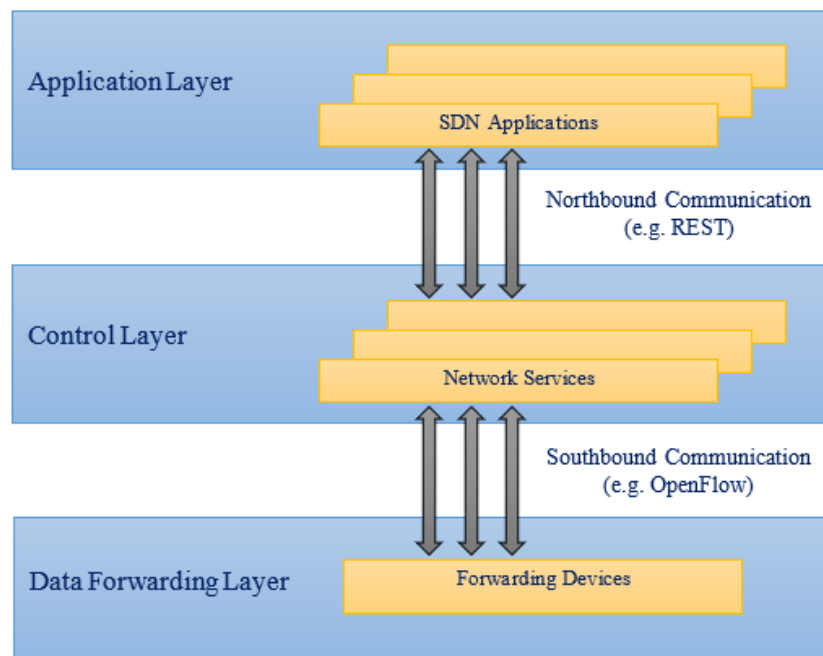 Application Layer
SDN Applications
Northbound Communication
(e.g. REST)
Control Layer
Network Services
Southbound Communication
(e.g. OpenFlow)
Data Forwarding Layer
Forwarding Devices